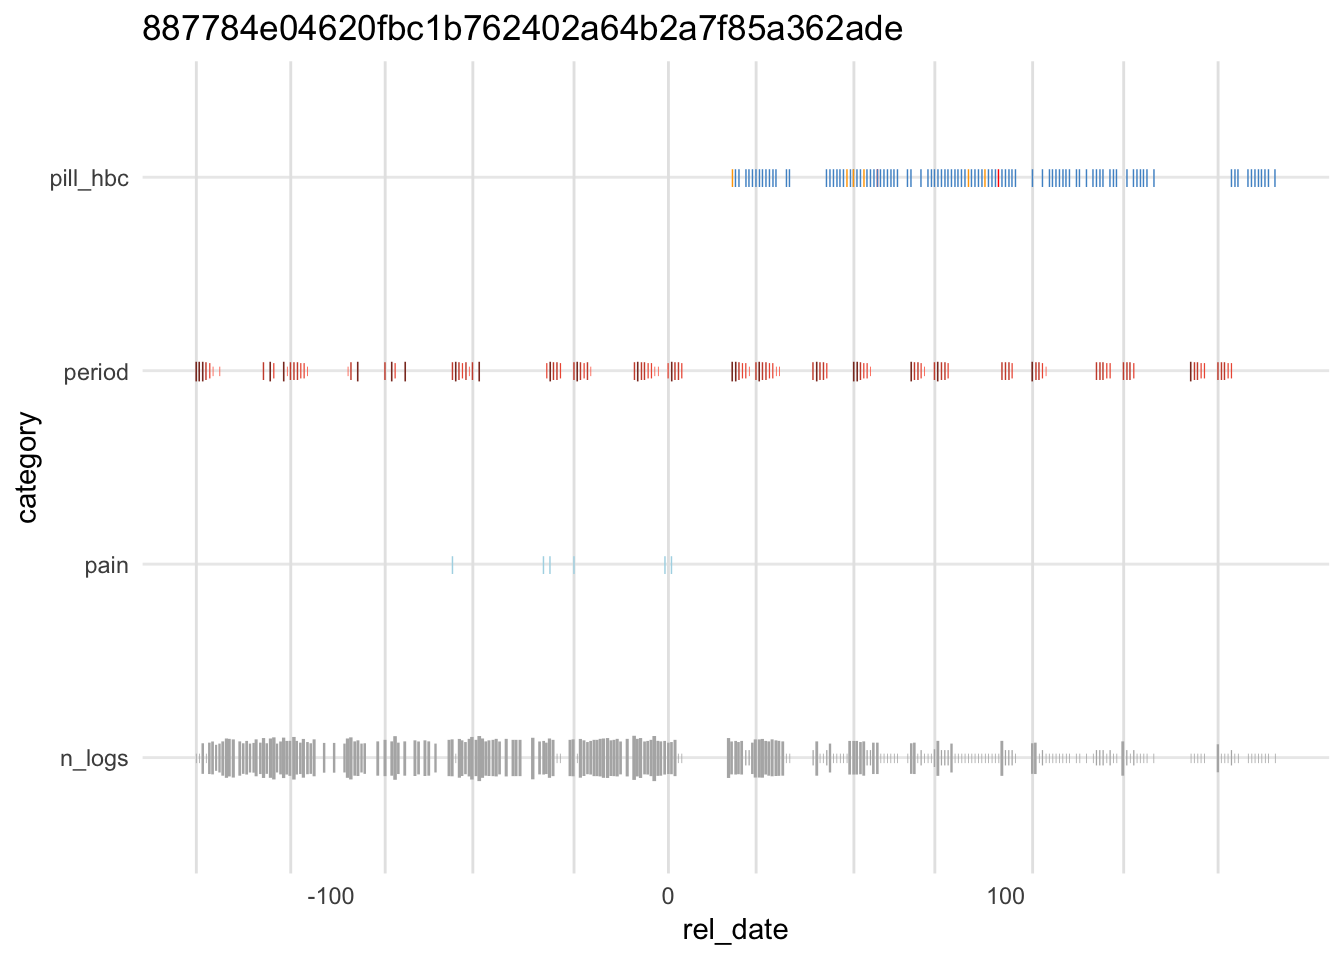 887784e04620fbc1b762402a64b2a7f85a362ade
pill_hbc
period
pain
n_logs
category
-100
0
100
rel_date